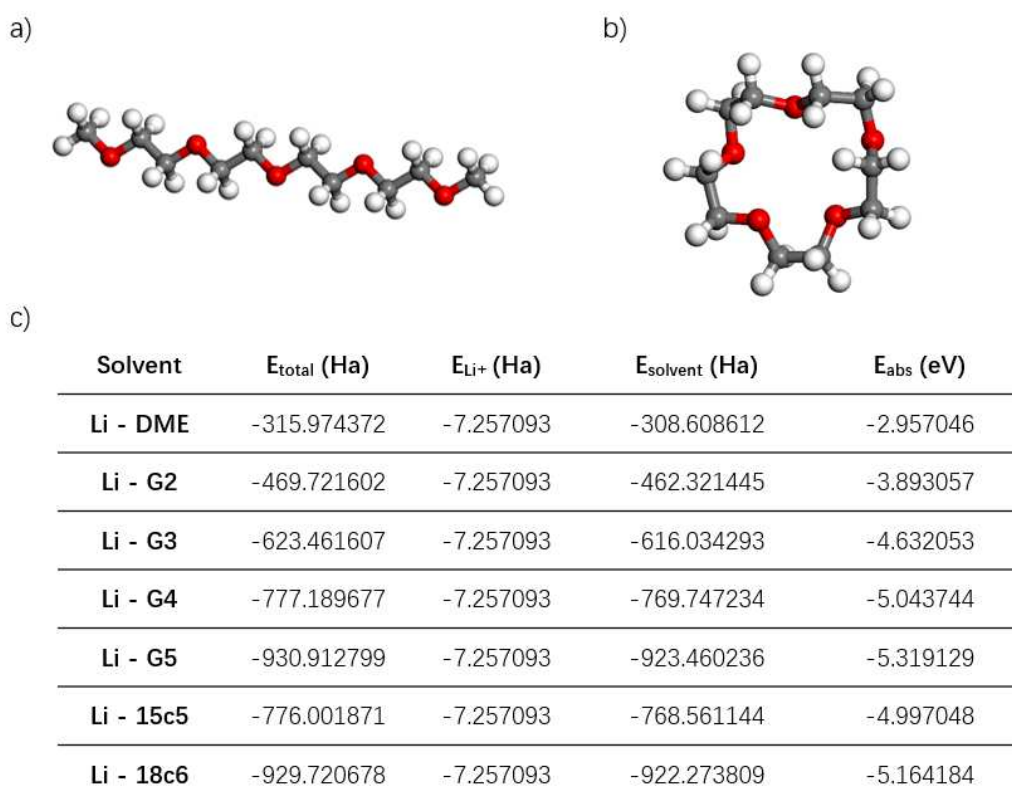 a)
b)
c)
Solvent E_total (Ha) E_Li+ (Ha) E_solvent (Ha) E_abs (eV)
Li - DME -315.974372 -7.257093 -308.608612 -2.957046
Li - G2 -469.721602 -7.257093 -462.321445 -3.893057
Li - G3 -623.461607 -7.257093 -616.034293 -4.632053
Li - G4 -777.189677 -7.257093 -769.747234 -5.043744
Li - G5 -930.912799 -7.257093 -923.460236 -5.319129
Li - 15c5 -776.001871 -7.257093 -768.561144 -4.997048
Li - 18c6 -929.720678 -7.257093 -922.273809 -5.164184